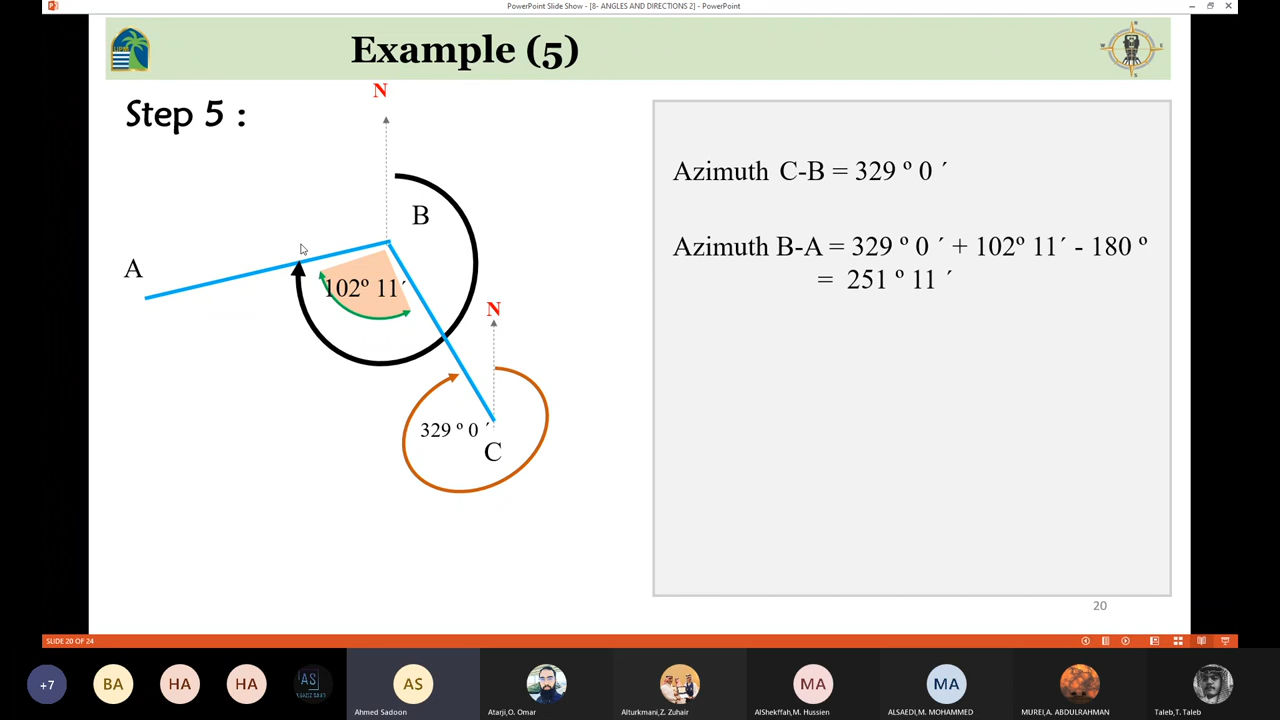 PowerPoint Slide Show - [8- ANGLES AND DIRECTIONS 2] - PowerPoint
Example (5)
Step 5 :
N
B
A
102º 11´
N
329 º 0 ´
C
Azimuth C-B = 329 º 0 ´
Azimuth B-A = 329 º 0 ´ + 102º 11´ - 180 º
= 251 º 11 ´
20
SLIDE 20 OF 24
+7
BA
HA
HA
AS
AS
MA
MA
Ahmed Sadoon
Atarji,O. Omar
Alturkmani,Z. Zuhair
AlShekffah,M. Hussien
ALSAEDI,M. MOHAMMED
MUREI,A. ABDULRAHMAN
Taleb,T. Taleb